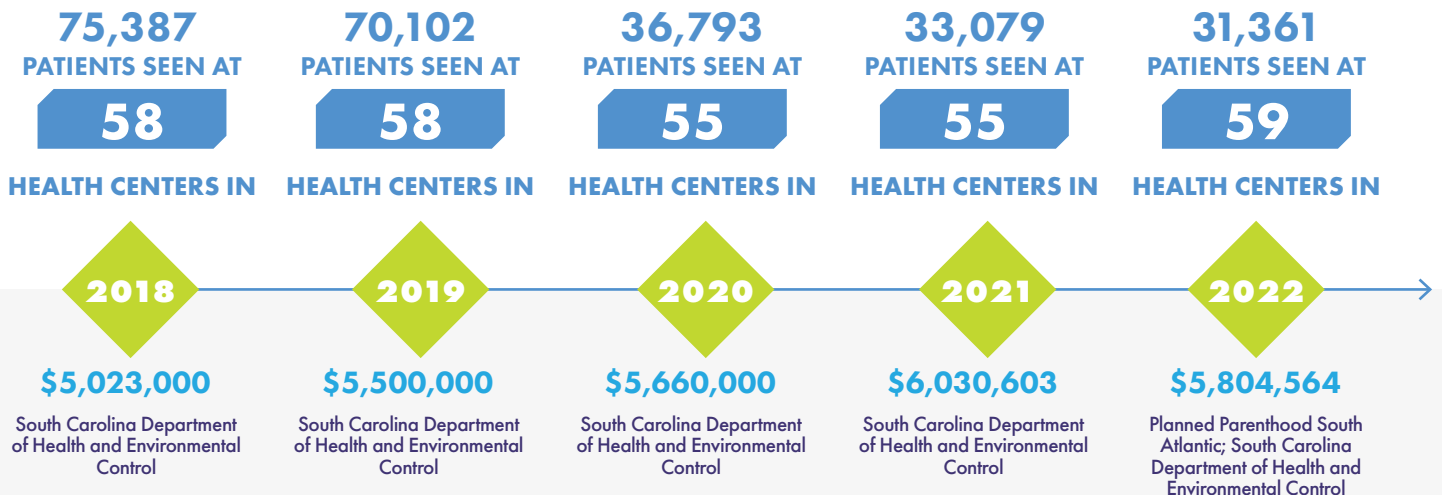 75,387
PATIENTS SEEN AT
58
HEALTH CENTERS IN
2018
$5,023,000
South Carolina Department
of Health and Environmental
Control
70,102
PATIENTS SEEN AT
58
HEALTH CENTERS IN
2019
$5,500,000
South Carolina Department
of Health and Environmental
Control
36,793
PATIENTS SEEN AT
55
HEALTH CENTERS IN
2020
$5,660,000
South Carolina Department
of Health and Environmental
Control
33,079
PATIENTS SEEN AT
55
HEALTH CENTERS IN
2021
$6,030,603
South Carolina Department
of Health and Environmental
Control
31,361
PATIENTS SEEN AT
59
HEALTH CENTERS IN
2022
$5,804,564
Planned Parenthood South
Atlantic; South Carolina
Department of Health and
Environmental Control